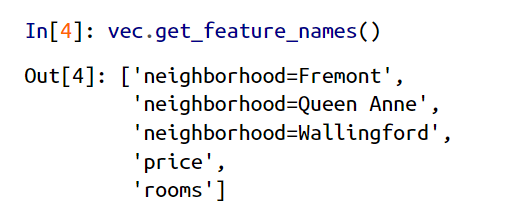 In[4]: vec.get_feature_names()
Out[4]: ['neighborhood=Fremont',
'neighborhood=Queen Anne',
'neighborhood=Wallingford',
'price',
'rooms']